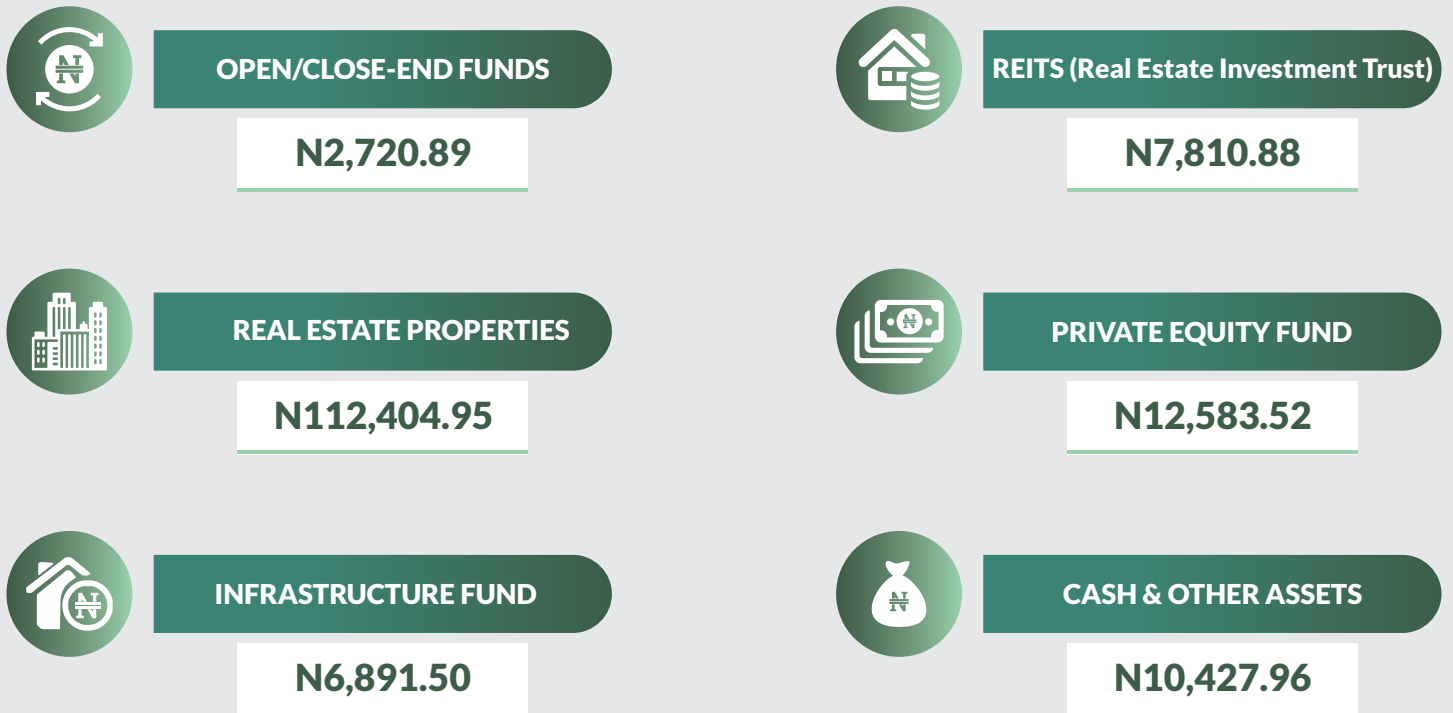 OPEN/CLOSE-END FUNDS
N2,720.89
REITS (Real Estate Investment Trust)
N7,810.88
REAL ESTATE PROPERTIES
N112,404.95
PRIVATE EQUITY FUND
N12,583.52
INFRASTRUCTURE FUND
N6,891.50
CASH & OTHER ASSETS
N10,427.96